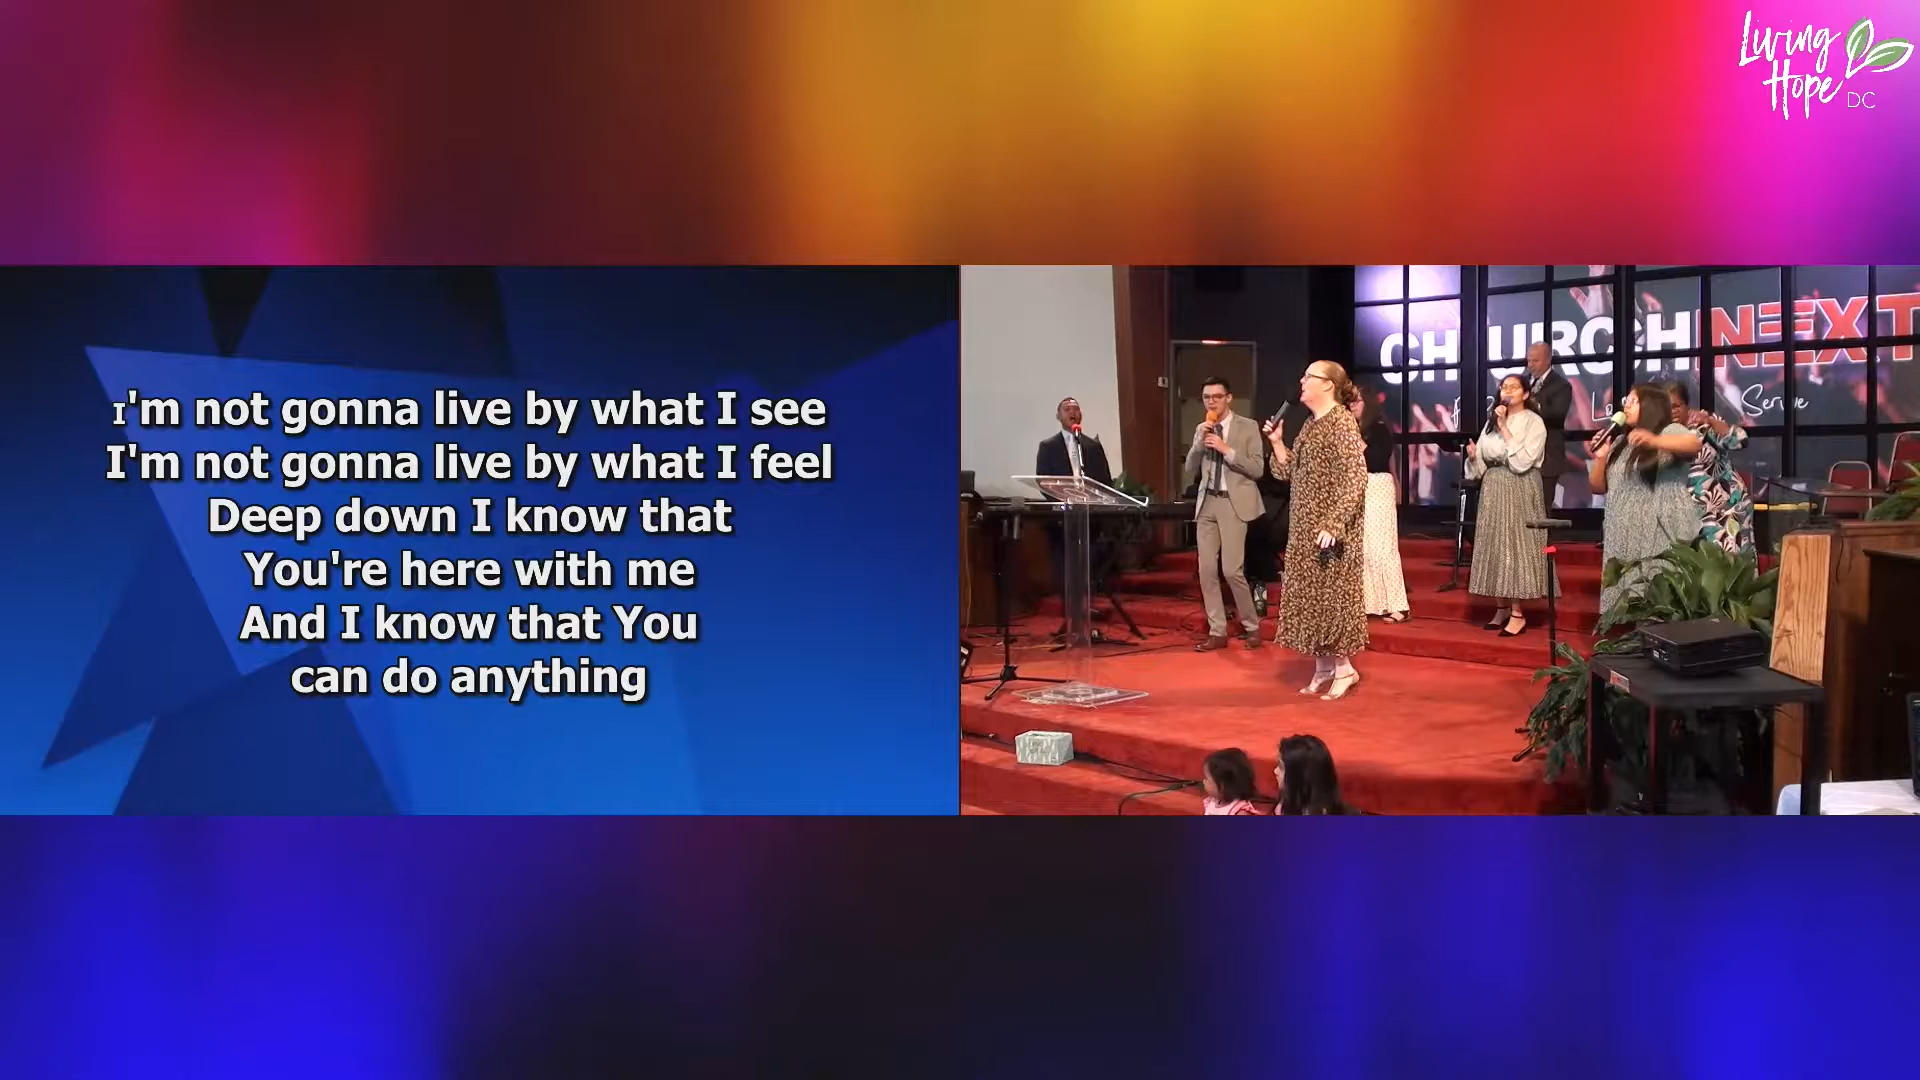 Living
Hope
DC
I'm not gonna live by what I see
I'm not gonna live by what I feel
Deep down I know that
You're here with me
And I know that You
can do anything
CHURCHNEXT
Serve